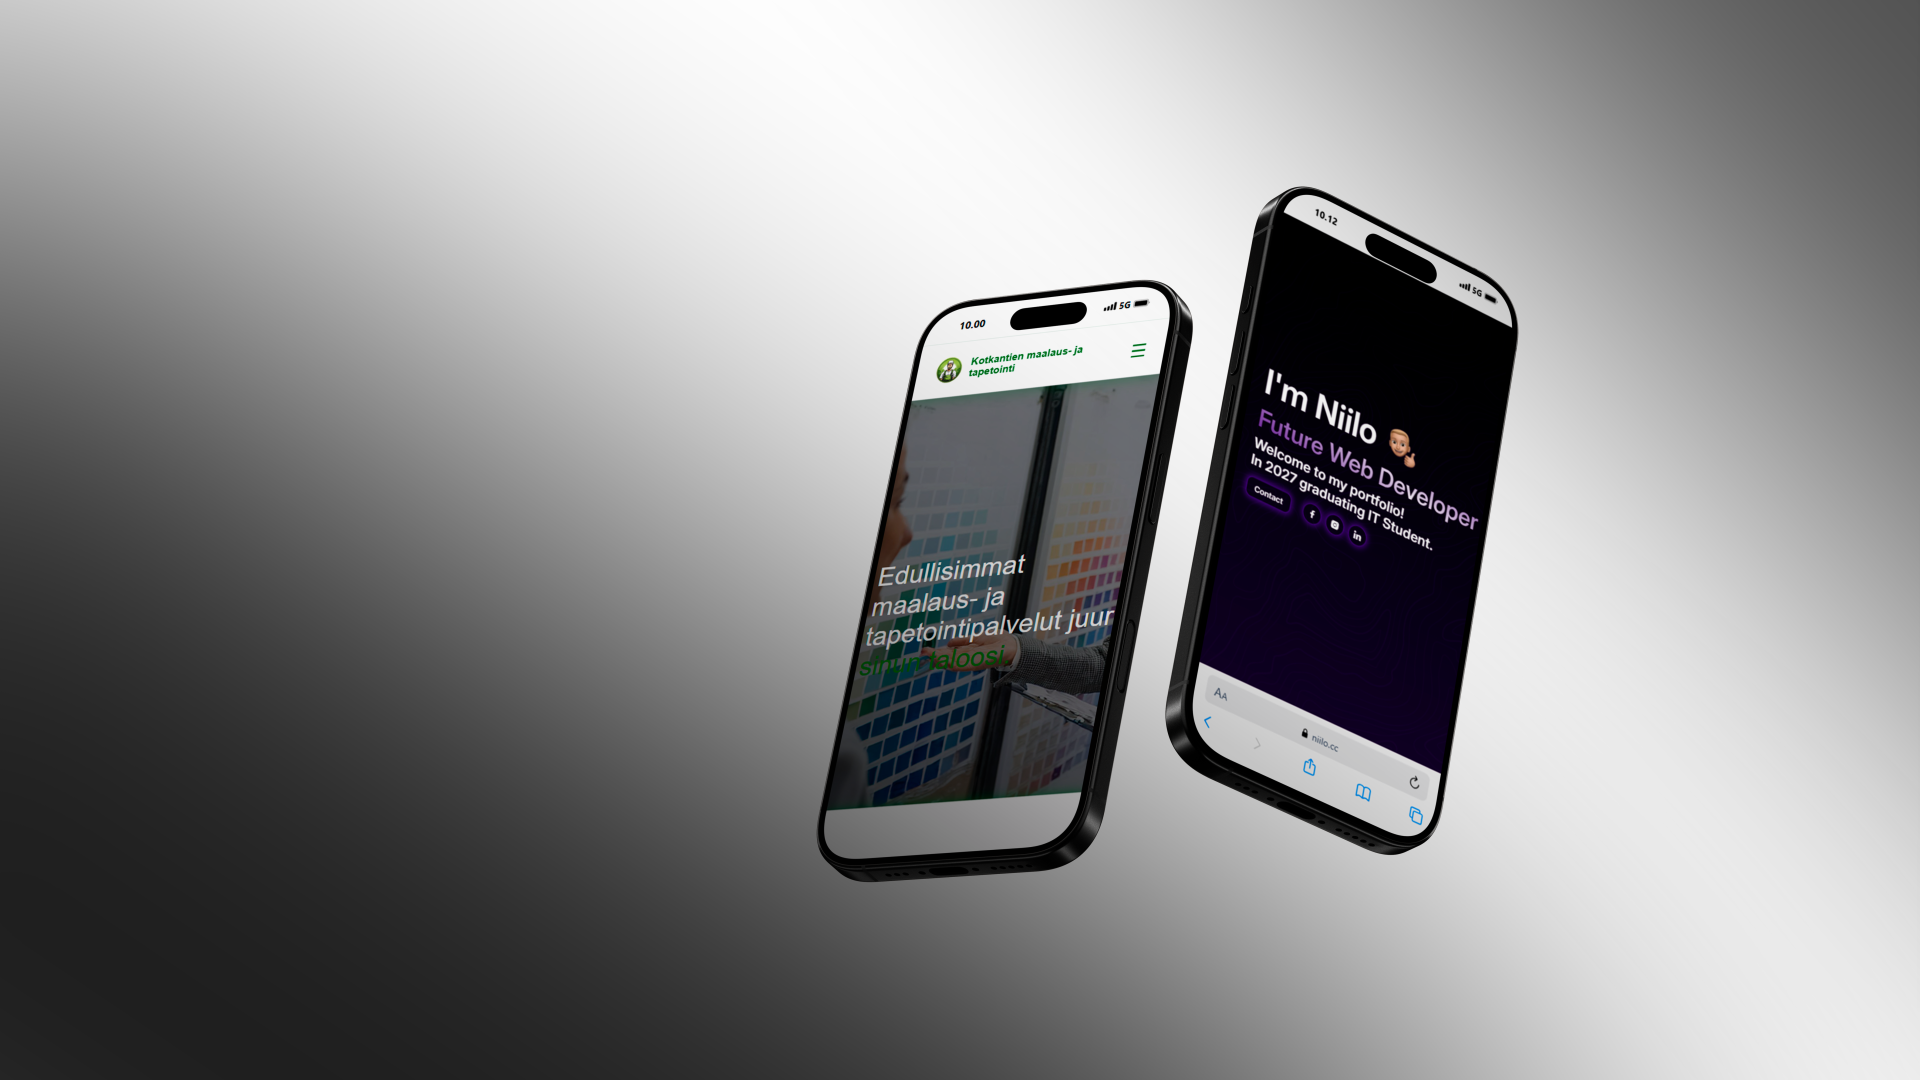 10.00
5G
Kotkantien maalaus- ja
tapetointi
Edullisimmat
maalaus- ja
tapetointipalvelut juur
sinun taloosi
10.12
5G
I'm Niilo
Future Web Developer
Welcome to my portfolio!
In 2027 graduating IT Student.
Contact
f
in
AA
niilo.cc